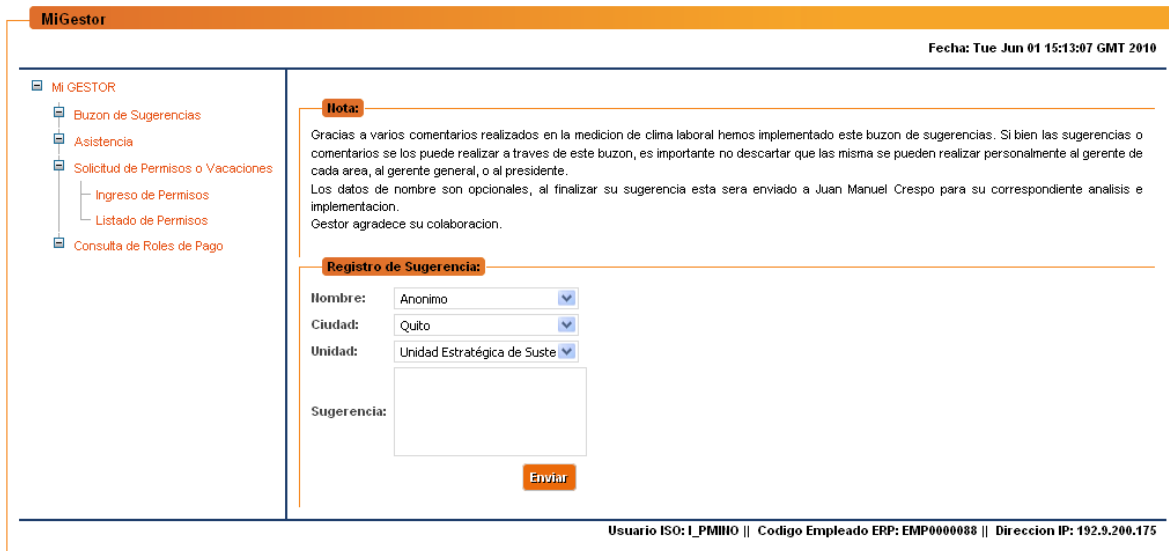 MiGestor
Fecha: Tue Jun 01 15:13:07 GMT 2010
Mi GESTOR
Buzon de Sugerencias
Asistencia
Solicitud de Permisos o Vacaciones
Ingreso de Permisos
Listado de Permisos
Consulta de Roles de Pago
Nota:
Gracias a varios comentarios realizados en la medicion de clima laboral hemos implementado este buzon de sugerencias. Si bien las sugerencias o
comentarios se los puede realizar a traves de este buzon, es importante no descartar que las misma se pueden realizar personalmente al gerente de
cada area, al gerente general, o al presidente.
Los datos de nombre son opcionales, al finalizar su sugerencia esta sera enviado a Juan Manuel Crespo para su correspondiente analisis e
implementacion.
Gestor agradece su colaboracion.
Registro de Sugerencia:
Nombre: Anonimo
Ciudad: Quito
Unidad: Unidad Estratégica de Suste
Sugerencia:
Enviar
Usuario ISO: I_PMINO || Codigo Empleado ERP: EMP0000088 || Direccion IP: 192.9.200.175